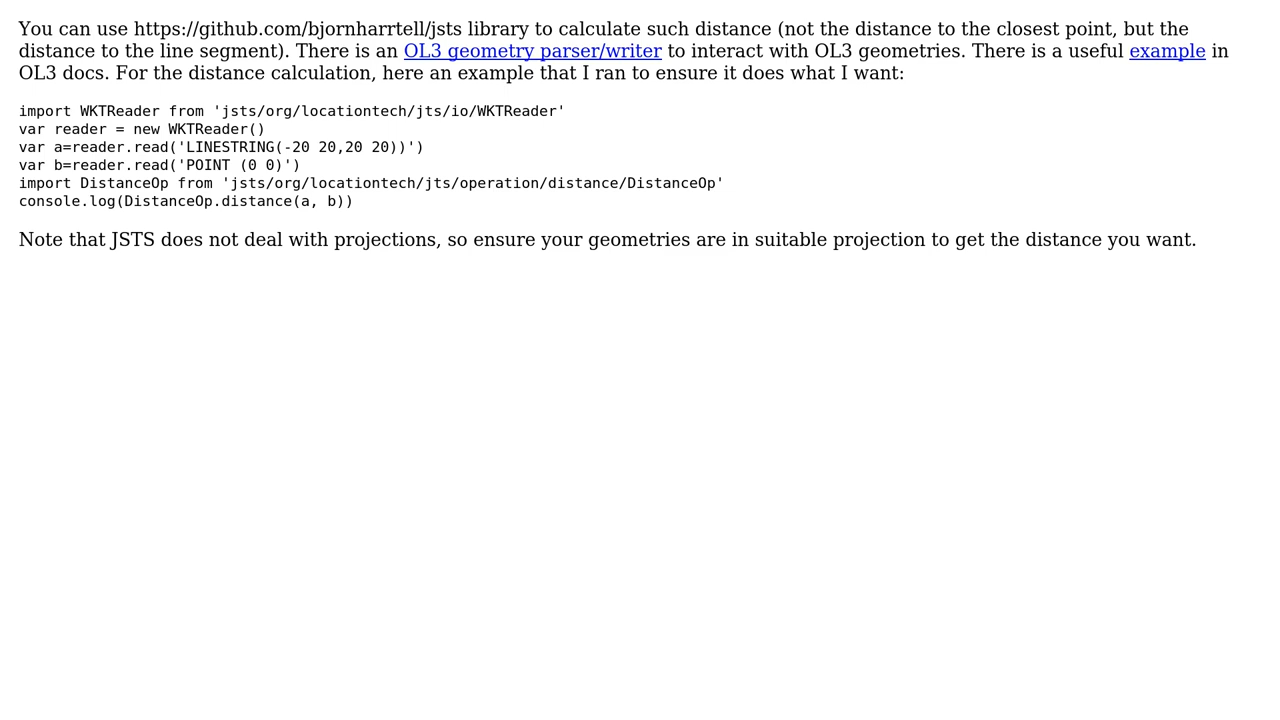 You can use https://github.com/bjornharrtell/jsts library to calculate such distance (not the distance to the closest point, but the
distance to the line segment). There is an OL3 geometry parser/writer to interact with OL3 geometries. There is a useful example in
OL3 docs. For the distance calculation, here an example that I ran to ensure it does what I want:
import WKTReader from 'jsts/org/locationtech/jts/io/WKTReader'
var reader = new WKTReader()
var a=reader.read('LINESTRING(-20 20,20 20))')
var b=reader.read('POINT (0 0)')
import DistanceOp from 'jsts/org/locationtech/jts/operation/distance/DistanceOp'
console.log(DistanceOp.distance(a, b))
Note that JSTS does not deal with projections, so ensure your geometries are in suitable projection to get the distance you want.